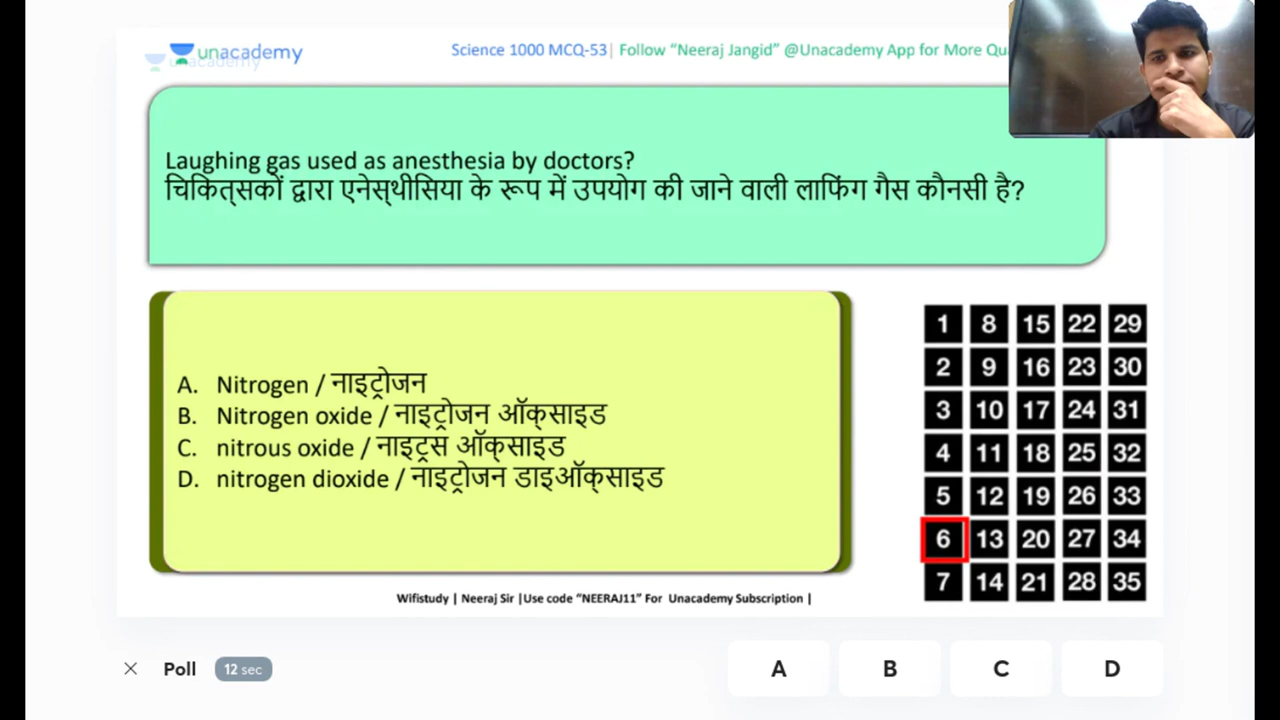 unacademy
Science 1000 MCQ-53| Follow “Neeraj Jangid” @Unacademy App for More
Laughing gas used as anesthesia by doctors?
चिकित्सकों द्वारा एनेस्थीसिया के रूप में उपयोग की जाने वाली लाफिंग गैस कौनसी है?
A. Nitrogen / नाइट्रोजन
B. Nitrogen oxide / नाइट्रोजन ऑक्साइड
C. nitrous oxide / नाइट्रस ऑक्साइड
D. nitrogen dioxide / नाइट्रोजन डाइऑक्साइड
1 8 15 22 29
2 9 16 23 30
3 10 17 24 31
4 11 18 25 32
5 12 19 26 33
6 13 20 27 34
7 14 21 28 35
Wifistudy | Neeraj Sir |Use code “NEERAJ11” For Unacademy Subscription |
Poll 12 sec A B C D